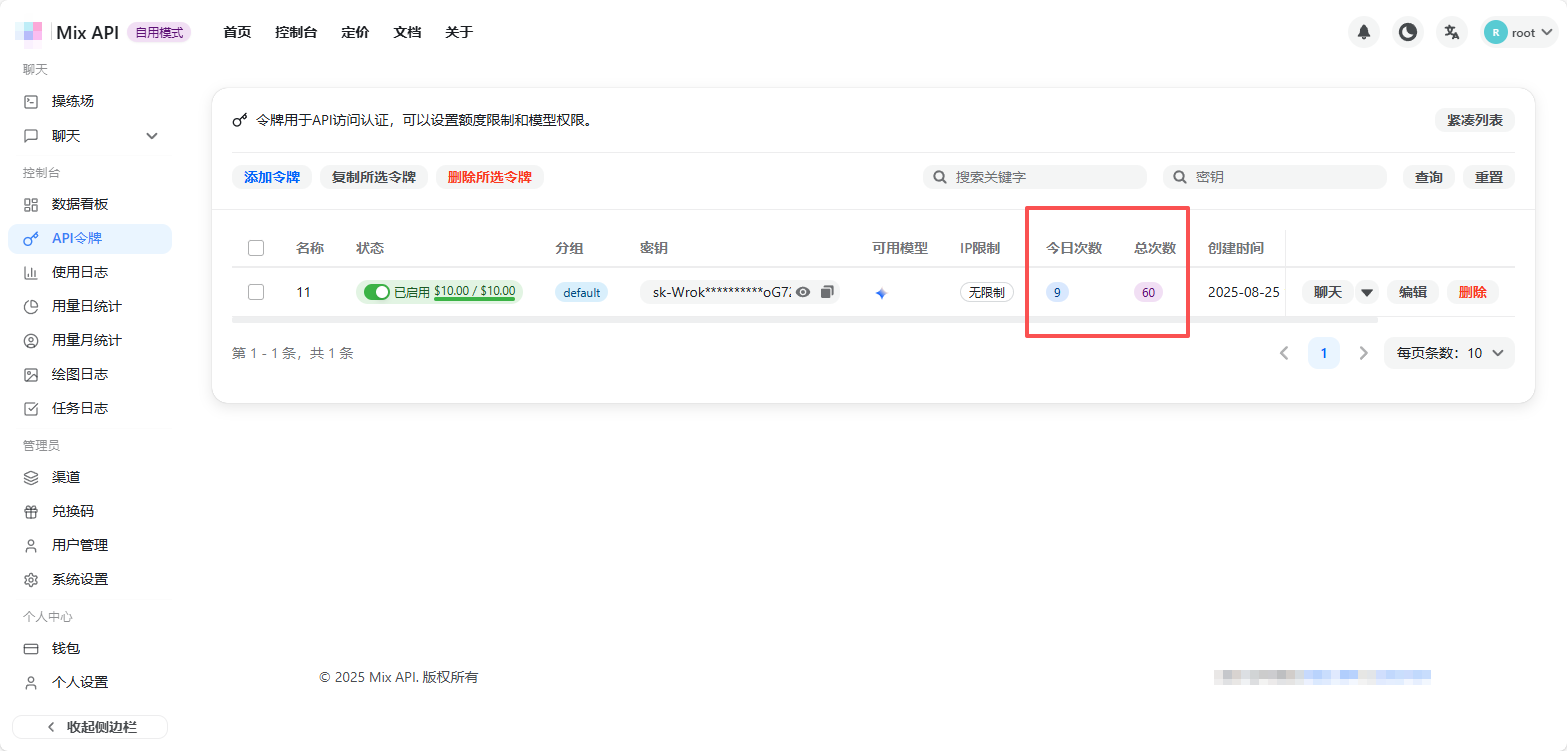 Mix API 自用模式 首页 控制台 定价 文档 关于 R root
聊天
操练场
聊天
控制台
数据看板
API令牌
使用日志
用量日统计
用量月统计
绘图日志
任务日志
管理员
渠道
兑换码
用户管理
系统设置
个人中心
钱包
个人设置
收起侧边栏
令牌用于API访问认证，可以设置额度限制和模型权限。 紧凑列表
添加令牌 复制所选令牌 删除所选令牌 搜索关键字 密钥 查询 重置
名称 状态 分组 密钥 可用模型 IP限制 今日次数 总次数 创建时间
11 已启用 $10.00 / $10.00 default sk-Wrok**********oG7 无限制 9 60 2025-08-25 聊天 编辑 删除
第 1 - 1 条，共 1 条 1 每页条数：10
© 2025 Mix API. 版权所有